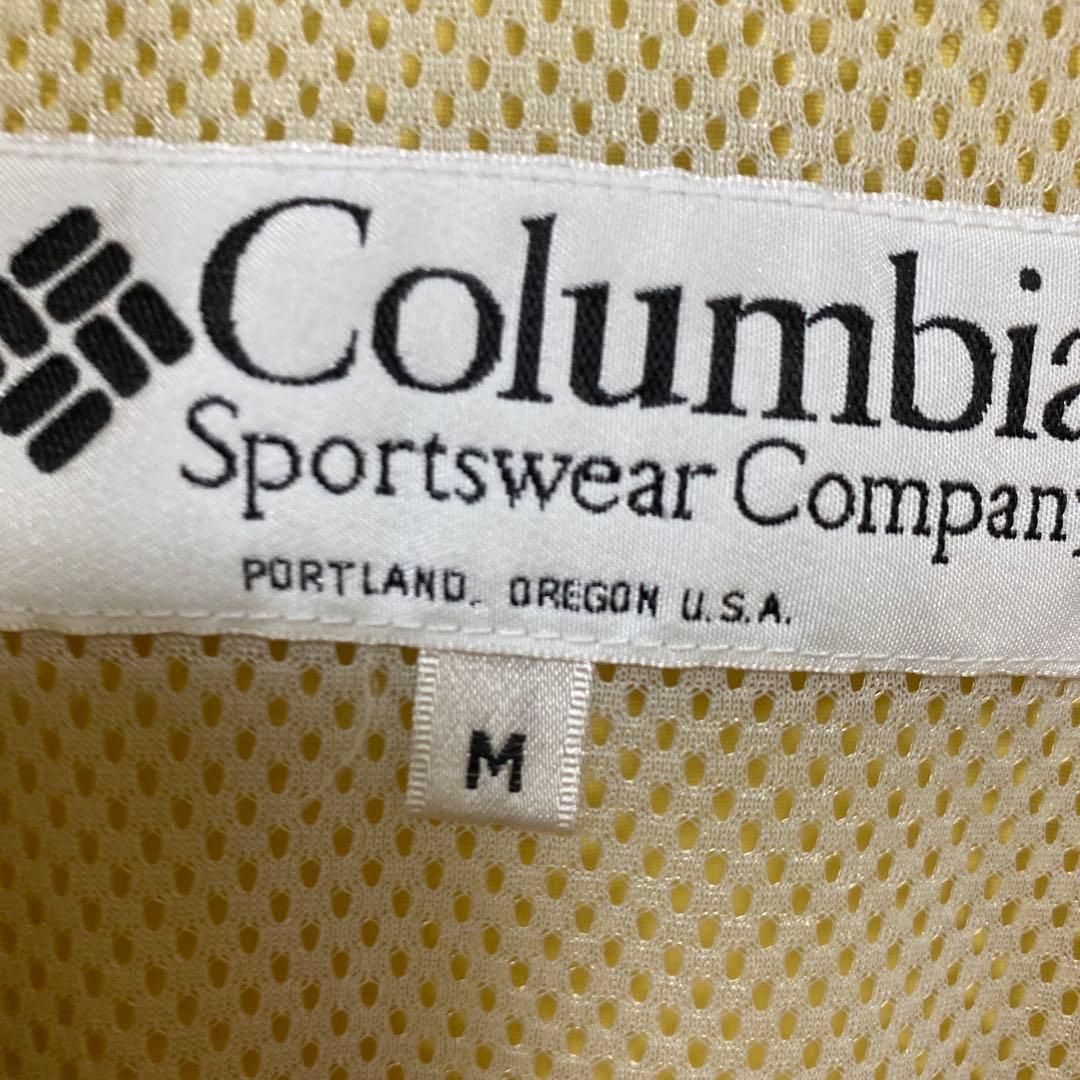 Columbia
Sportswear Company
PORTLAND, OREGON U.S.A.
M